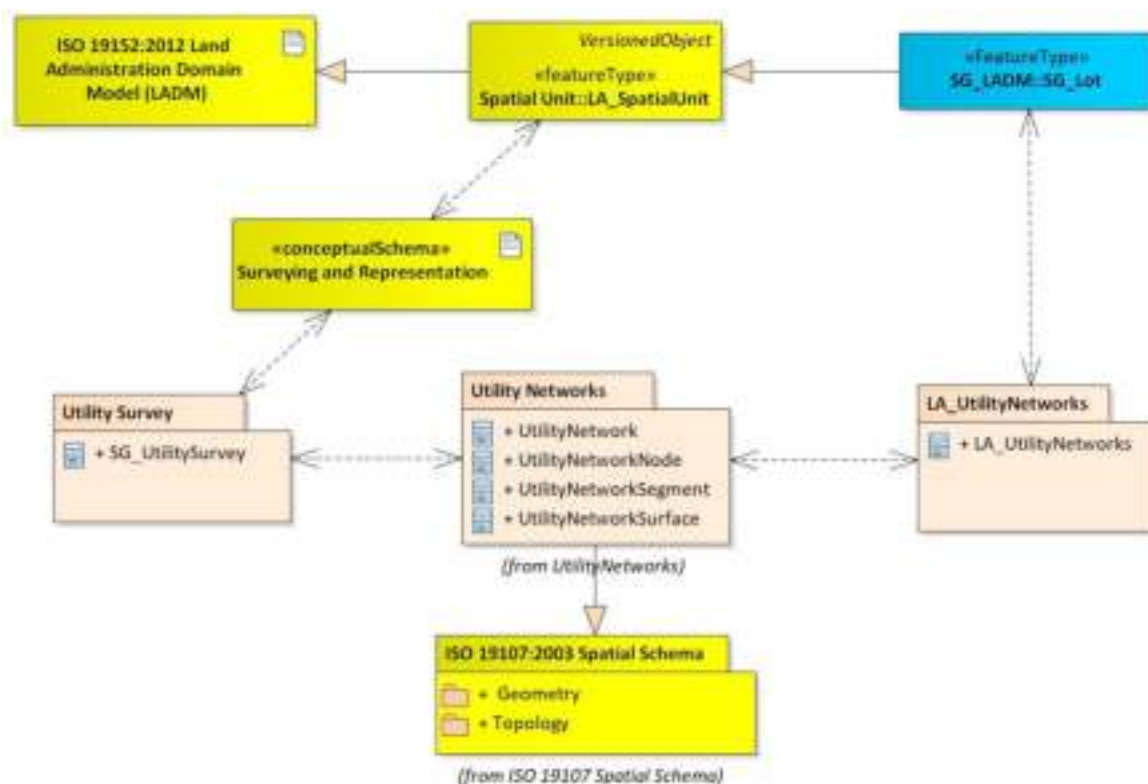 ISO 19152:2012 Land
Administration Domain
Model (LADM)
VersionedObject
«featureType»
Spatial Unit::LA_SpatialUnit
«FeatureType»
SG_LADM::SG_Lot
«conceptualSchema»
Surveying and Representation
Utility Survey
+ SG_UtilitySurvey
Utility Networks
+ UtilityNetwork
+ UtilityNetworkNode
+ UtilityNetworkSegment
+ UtilityNetworkSurface
(from UtilityNetworks)
LA_UtilityNetworks
+ LA_UtilityNetworks
ISO 19107:2003 Spatial Schema
+ Geometry
+ Topology
(from ISO 19107 Spatial Schema)